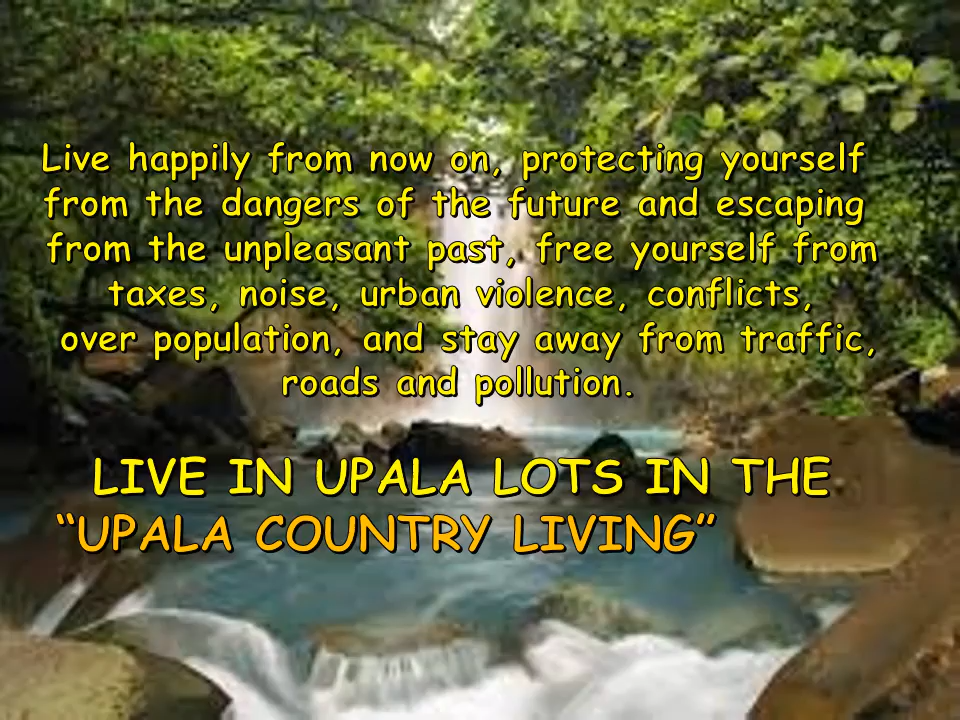 Live happily from now on, protecting yourself
from the dangers of the future and escaping
from the unpleasant past, free yourself from
taxes, noise, urban violence, conflicts,
over population, and stay away from traffic,
roads and pollution.
LIVE IN UPALA LOTS IN THE
“UPALA COUNTRY LIVING”